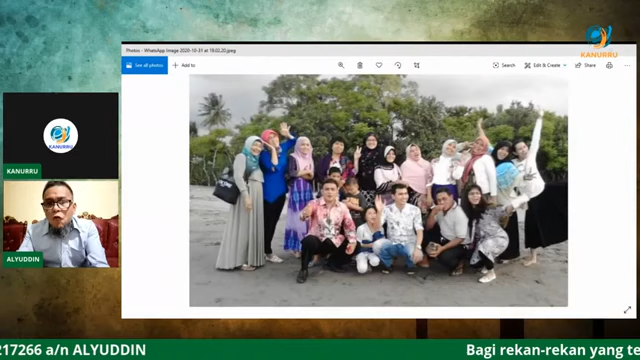 KANURRU
Photos - WhatsApp Image 2020-10-31 at 19.02.20.jpeg
See all photos
Add to
Search
Edit & Create
Share
KANURRU
KANURRU
ALYUDDIN
217266 a/n ALYUDDIN
Bagi rekan-rekan yang te